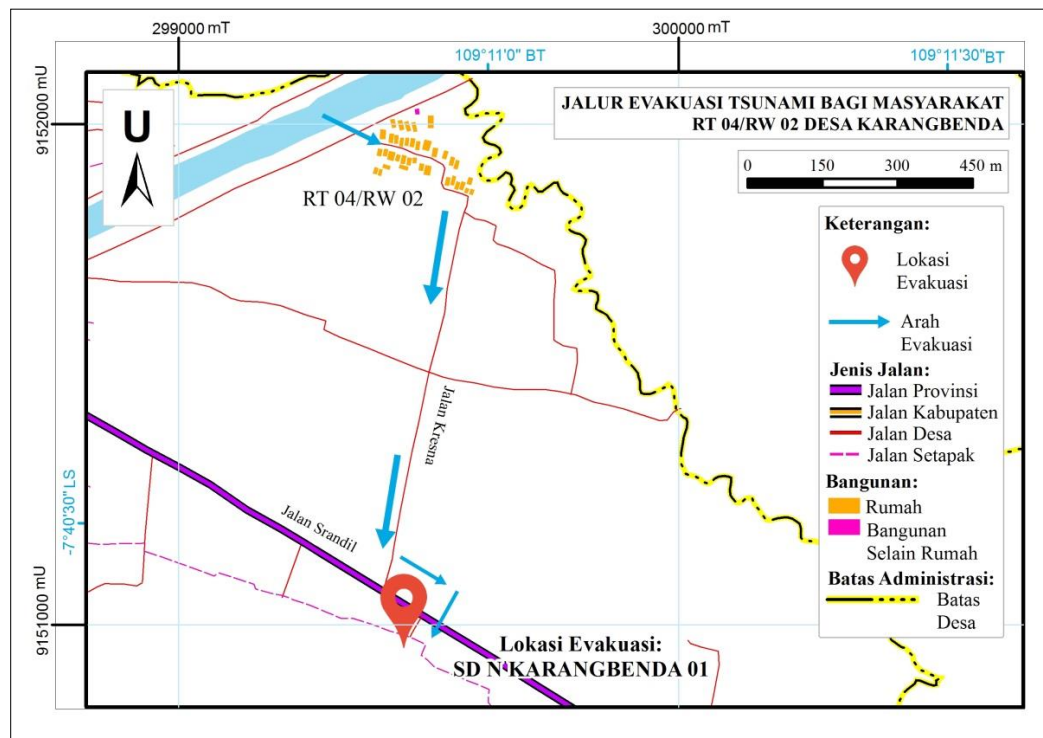 299000 mT
300000 mT
109°11'0" BT
109°11'30" BT
9152000 mU
U
JALUR EVAKUASI TSUNAMI BAGI MASYARAKAT
RT 04/RW 02 DESA KARANGBENDA
0 150 300 450 m
RT 04/RW 02
Keterangan:
Lokasi
Evakuasi
Arah
Evakuasi
Jenis Jalan:
Jalan Provinsi
Jalan Kabupaten
Jalan Desa
Jalan Setapak
Bangunan:
Rumah
Bangunan
Selain Rumah
Batas Administrasi:
Batas
Desa
Jalan Kresna
Jalan Srandil
-7°40'30" LS
9151000 mU
Lokasi Evakuasi:
SD N KARANGBENDA 01